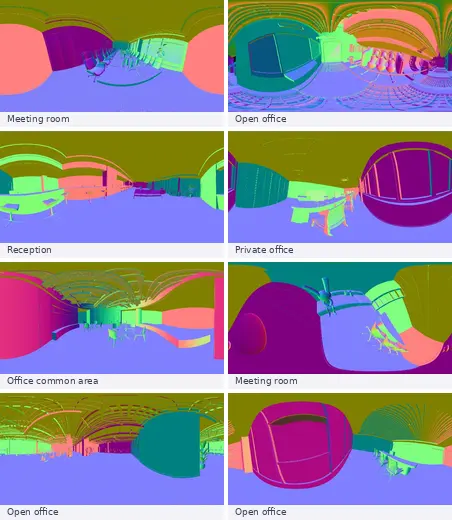 Meeting room
Open office
Reception
Private office
Office common area
Meeting room
Open office
Open office